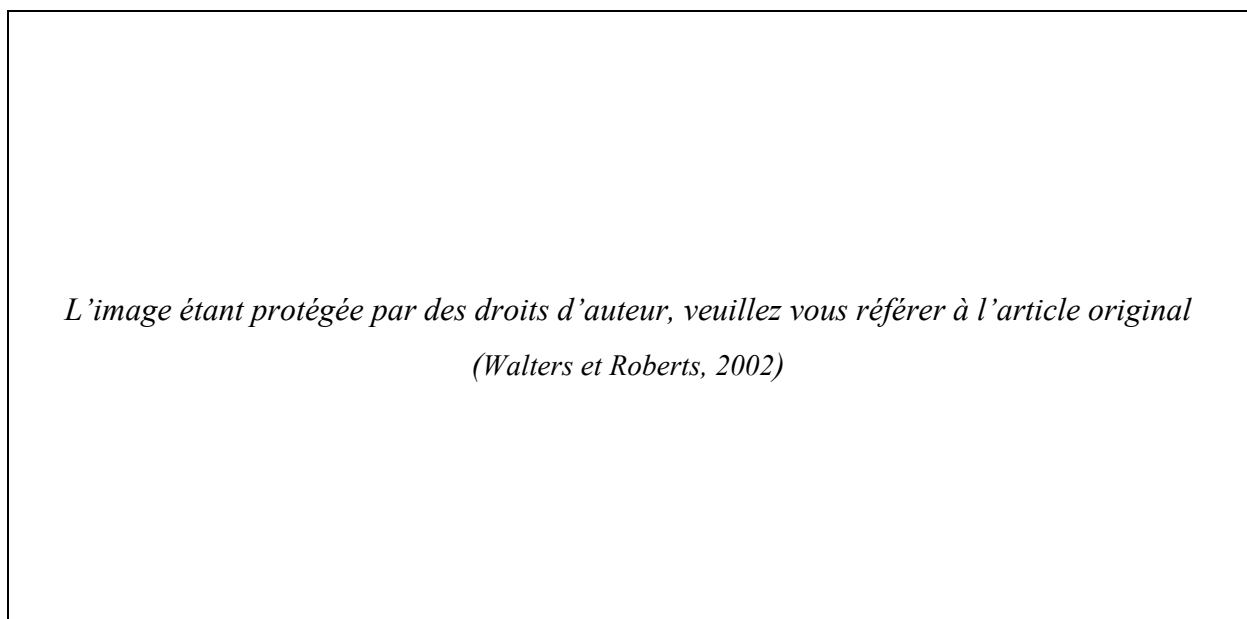 L’image étant protégée par des droits d’auteur, veuillez vous référer à l’article original
(Walters et Roberts, 2002)